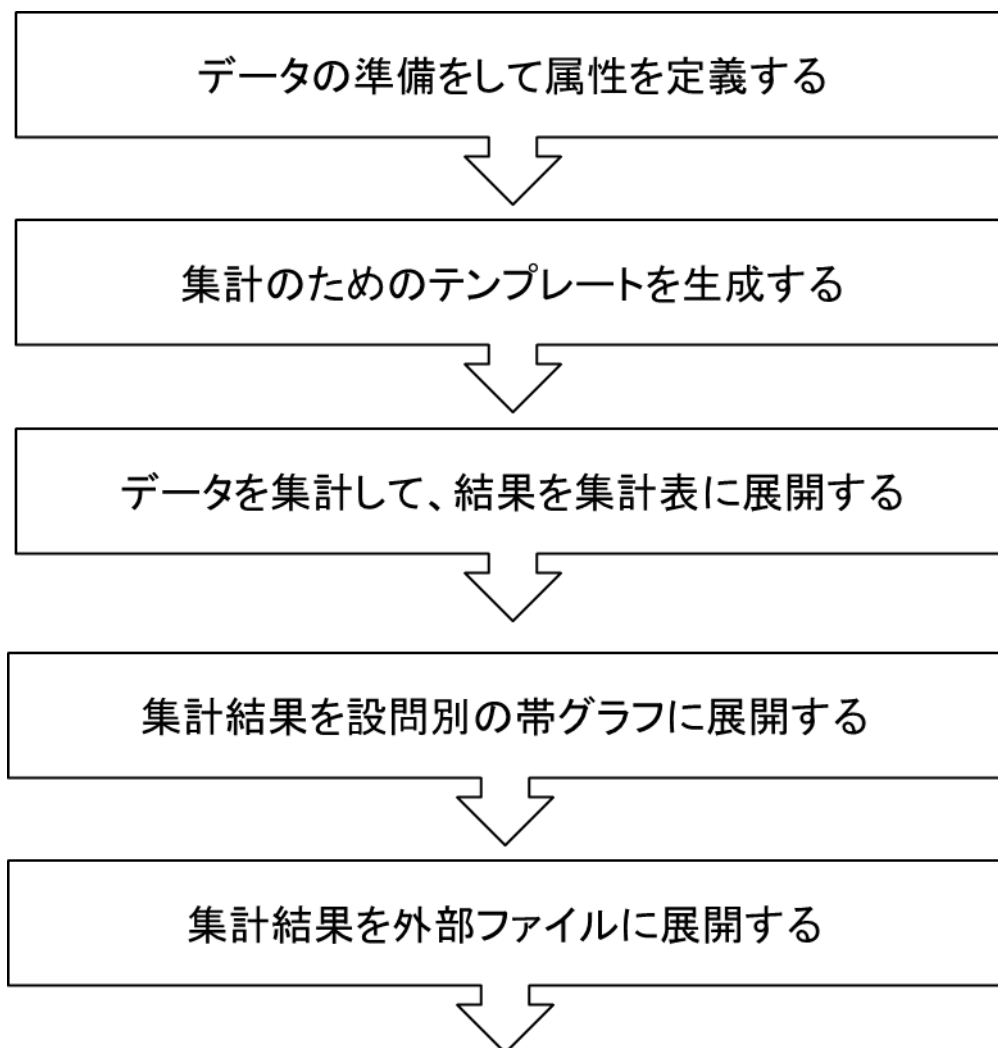 データの準備をして属性を定義する
集計のためのテンプレートを生成する
データを集計して、結果を集計表に展開する
集計結果を設問別の帯グラフに展開する
集計結果を外部ファイルに展開する